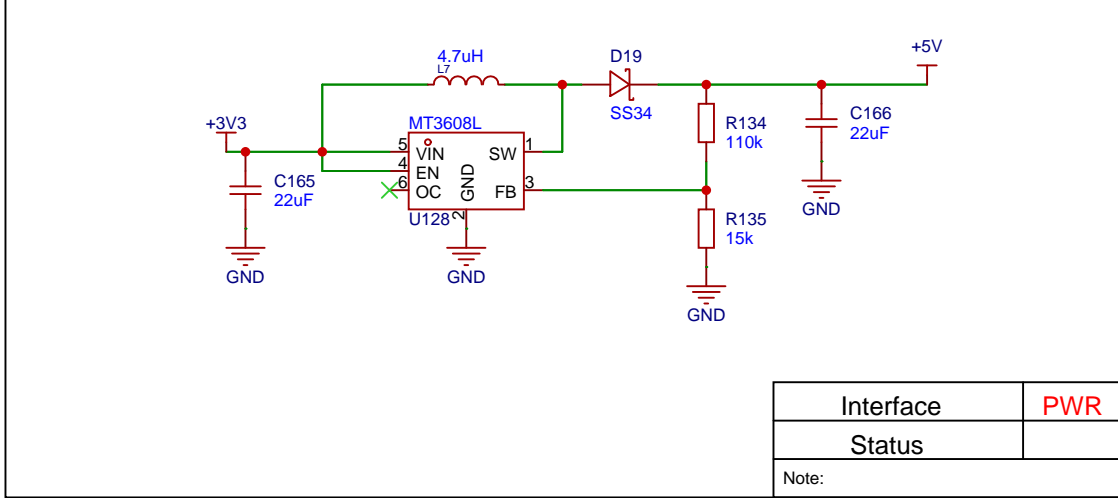 4.7uH
L7
D19
SS34
+5V
R134
110k
C166
22uF
GND
+3V3
MT3608L
5 VIN
4 EN
6 OC
GND
2
SW 1
FB 3
U128
C165
22uF
GND
GND
R135
15k
GND
Interface PWR
Status
Note: